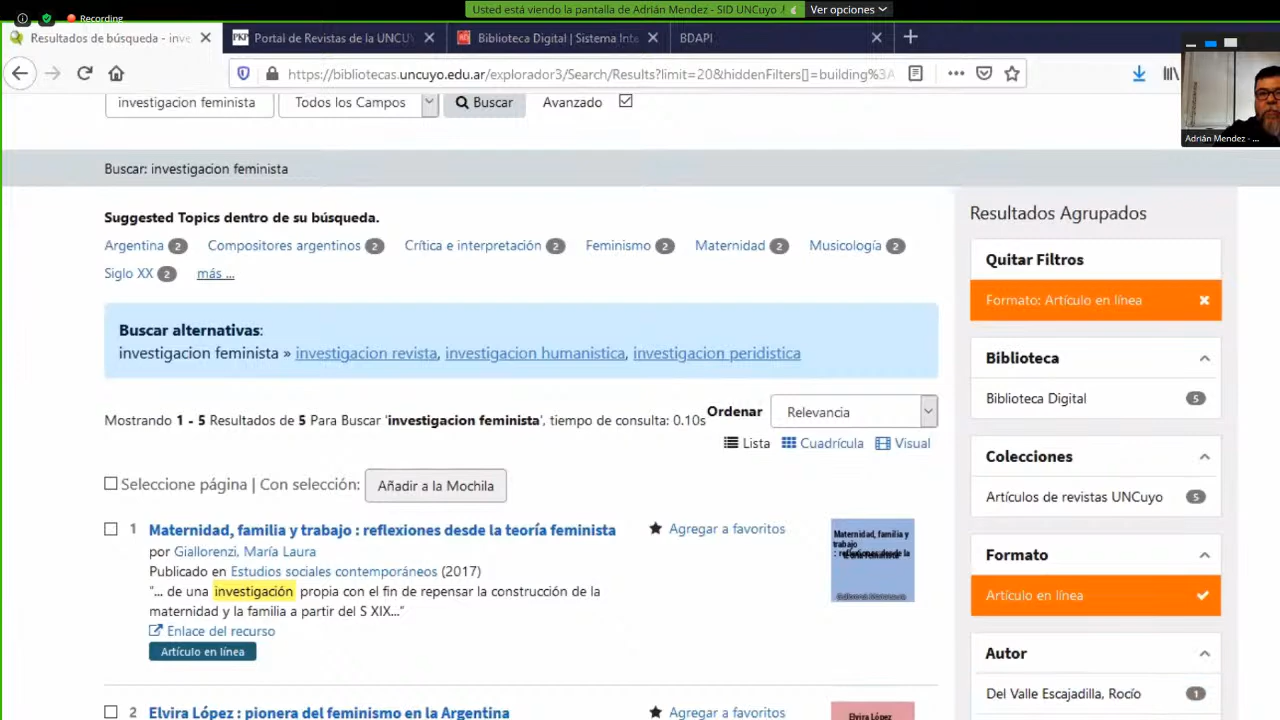 Recording
Usted está viendo la pantalla de Adrián Mendez - SID UNCuyo
Ver opciones
Resultados de búsqueda - inve
PKP Portal de Revistas de la UNCUY
Biblioteca Digital | Sistema Inte
BDAPI
https://bibliotecas.uncuyo.edu.ar/explorador3/Search/Results?limit=20&hiddenFilters[]=building%3A
Adrián Mendez - ...
investigacion feminista
Todos los Campos
Buscar
Avanzado
Buscar: investigacion feminista
Suggested Topics dentro de su búsqueda.
Argentina 2 Compositores argentinos 2 Crítica e interpretación 2 Feminismo 2 Maternidad 2 Musicología 2
Siglo XX 2 más ...
Buscar alternativas:
investigacion feminista » investigacion revista, investigacion humanistica, investigacion peridistica
Mostrando 1 - 5 Resultados de 5 Para Buscar 'investigacion feminista', tiempo de consulta: 0.10s
Ordenar Relevancia
Lista Cuadrícula Visual
Seleccione página | Con selección: Añadir a la Mochila
1 Maternidad, familia y trabajo : reflexiones desde la teoría feminista
por Giallorenzi, María Laura
Publicado en Estudios sociales contemporáneos (2017)
"... de una investigación propia con el fin de repensar la construcción de la
maternidad y la familia a partir del S XIX..."
Enlace del recurso
Artículo en línea
Agregar a favoritos
Maternidad, familia y
trabajo
2 Elvira López : pionera del feminismo en la Argentina
Agregar a favoritos
Elvira López
Resultados Agrupados
Quitar Filtros
Formato: Artículo en línea
Biblioteca
Biblioteca Digital 5
Colecciones
Artículos de revistas UNCuyo 5
Formato
Artículo en línea
Autor
Del Valle Escajadilla, Rocío 1